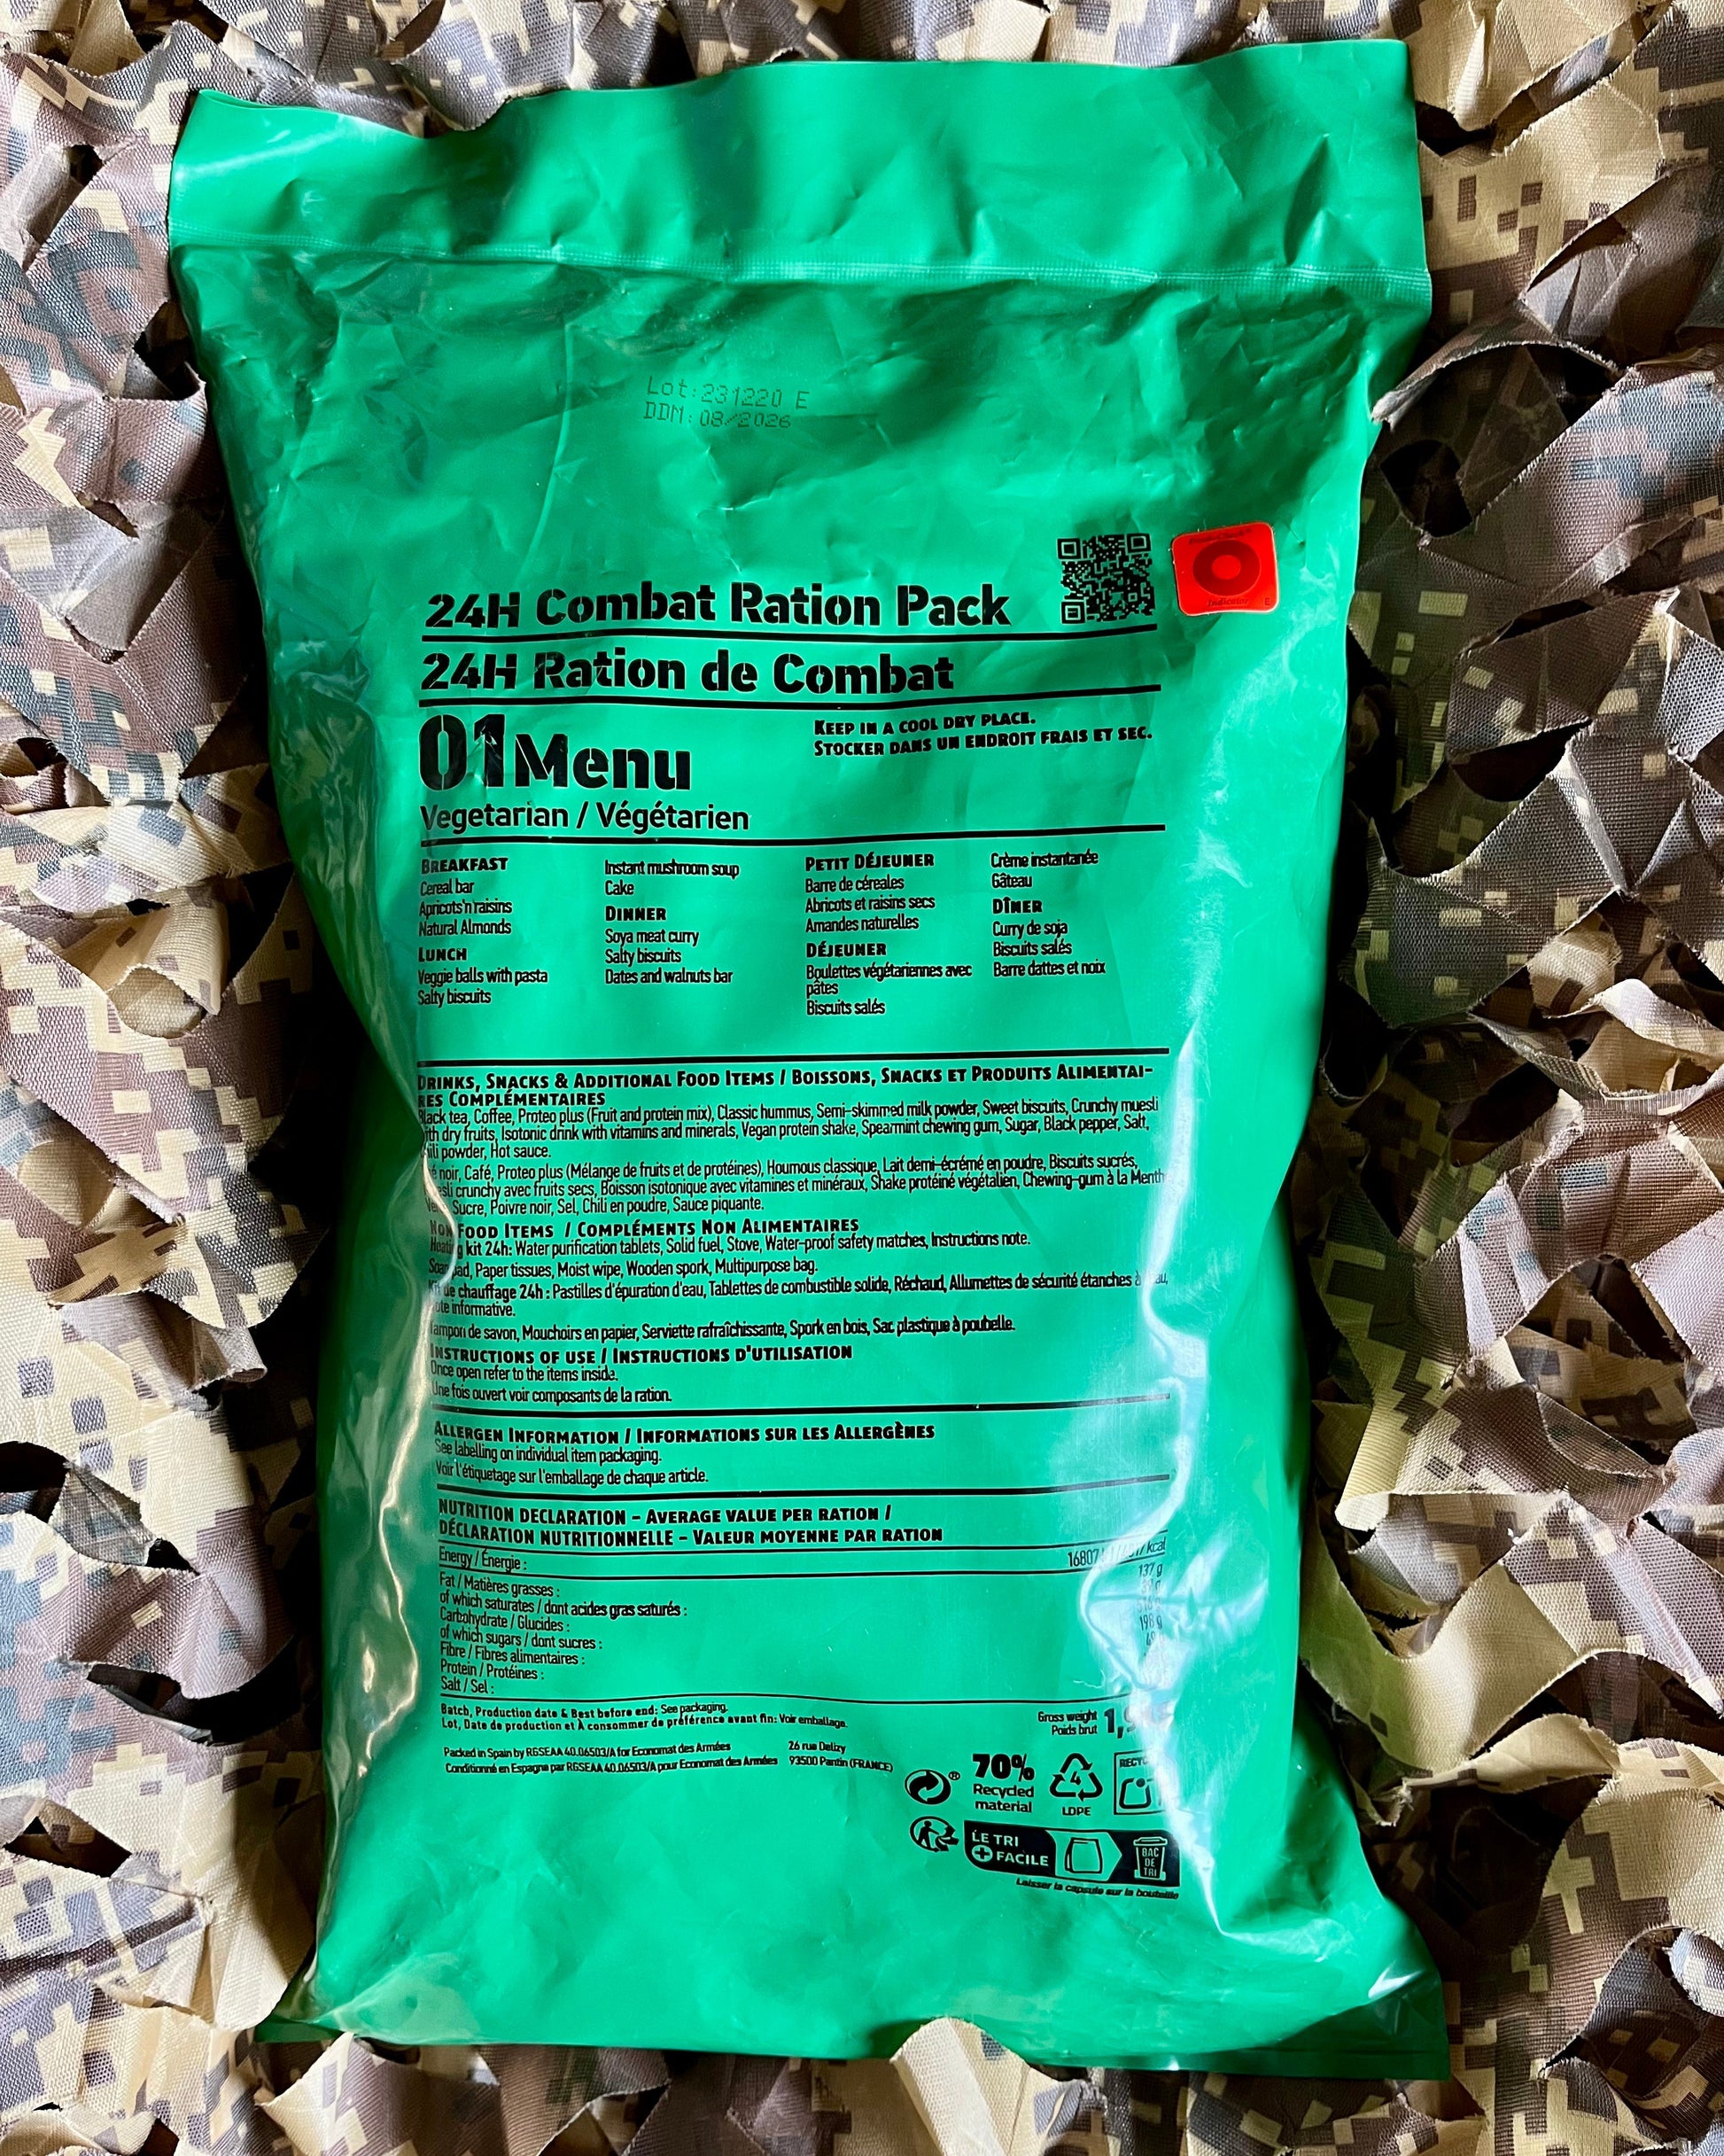 Lot:231220 E
DDM:08/2026
24H Combat Ration Pack
24H Ration de Combat
01 Menu
KEEP IN A COOL DRY PLACE.
STOCKER DANS UN ENDROIT FRAIS ET SEC.
Vegetarian / Végétarien
BREAKFAST
Cereal bar
Apricots'n'raisins
Natural Almonds
LUNCH
Veggie balls with pasta
Salty biscuits
Instant mushroom soup
Cake
DINNER
Soya meat curry
Salty biscuits
Dates and walnuts bar
PETIT DÉJEUNER
Barre de céreales
Abricots et raisins secs
Amandes naturelles
DÉJEUNER
Boulettes végétariennes avec
pâtes
Biscuits salés
Crème instantanée
Gâteau
DÎNER
Curry de soja
Biscuits salés
Barre dattes et noix
DRINKS, SNACKS & ADDITIONAL FOOD ITEMS / BOISSONS, SNACKS ET PRODUITS ALIMENTAI-
RES COMPLÉMENTAIRES
Black tea, Coffee, Proteo plus (Fruit and protein mix), Classic hummus, Semi-skimmed milk powder, Sweet biscuits, Crunchy muesli
with dry fruits, Isotonic drink with vitamins and minerals, Vegan protein shake, Spearmint chewing gum, Sugar, Black pepper, Salt,
powder, Hot sauce.
noir, Café, Proteo plus (Mélange de fruits et de protéines), Houmous classique, Lait demi-écrémé en poudre, Biscuits sucrés,
crunchy avec fruits secs, Boisson isotonique avec vitamines et minéraux, Shake protéiné végétalien, Chewing-gum à la Menth
Sucre, Poivre noir, Sel, Chili en poudre, Sauce piquante.
NON FOOD ITEMS / COMPLÉMENTS NON ALIMENTAIRES
Heating kit 24h: Water purification tablets, Solid fuel, Stove, Water-proof safety matches, Instructions note.
Soap pad, Paper tissues, Moist wipe, Wooden spork, Multipurpose bag.
de chauffage 24h : Pastilles d'épuration d'eau, Tablettes de combustible solide, Réchaud, Allumettes de sécurité étanches à
informative.
Tampon de savon, Mouchoirs en papier, Serviette rafraîchissante, Spork en bois, Sac plastique à poubelle.
INSTRUCTIONS OF USE / INSTRUCTIONS D'UTILISATION
Once open refer to the items inside.
Une fois ouvert voir composants de la ration.
ALLERGEN INFORMATION / INFORMATIONS SUR LES ALLERGÈNES
See labelling on individual item packaging.
Voir l'étiquetage sur l'emballage de chaque article.
NUTRITION DECLARATION – AVERAGE VALUE PER RATION /
DÉCLARATION NUTRITIONNELLE – VALEUR MOYENNE PAR RATION
Energy / Énergie : kcal
Fat / Matières grasses : 137 g
of which saturates / dont acides gras saturés :
Carbohydrate / Glucides :
of which sugars / dont sucres : 198 g
Fibre / Fibres alimentaires :
Protein / Protéines :
Salt / Sel :
Batch, Production date & Best before end: See packaging.
Lot, Date de production et À consommer de préférence avant fin: Voir emballage.
Gross weight
Poids brut
Packed in Spain by RGSEAA 40.06503/A for Economat des Armées
Conditionné en Espagne par RGSEAA 40.06503/A pour Economat des Armées
26 rue Delizy
93500 Pantin (FRANCE)
70%
Recycled
material
4
LDPE
LE TRI
+ FACILE
BAC
DE
TRI
Laisser la capsule sur la bouteille